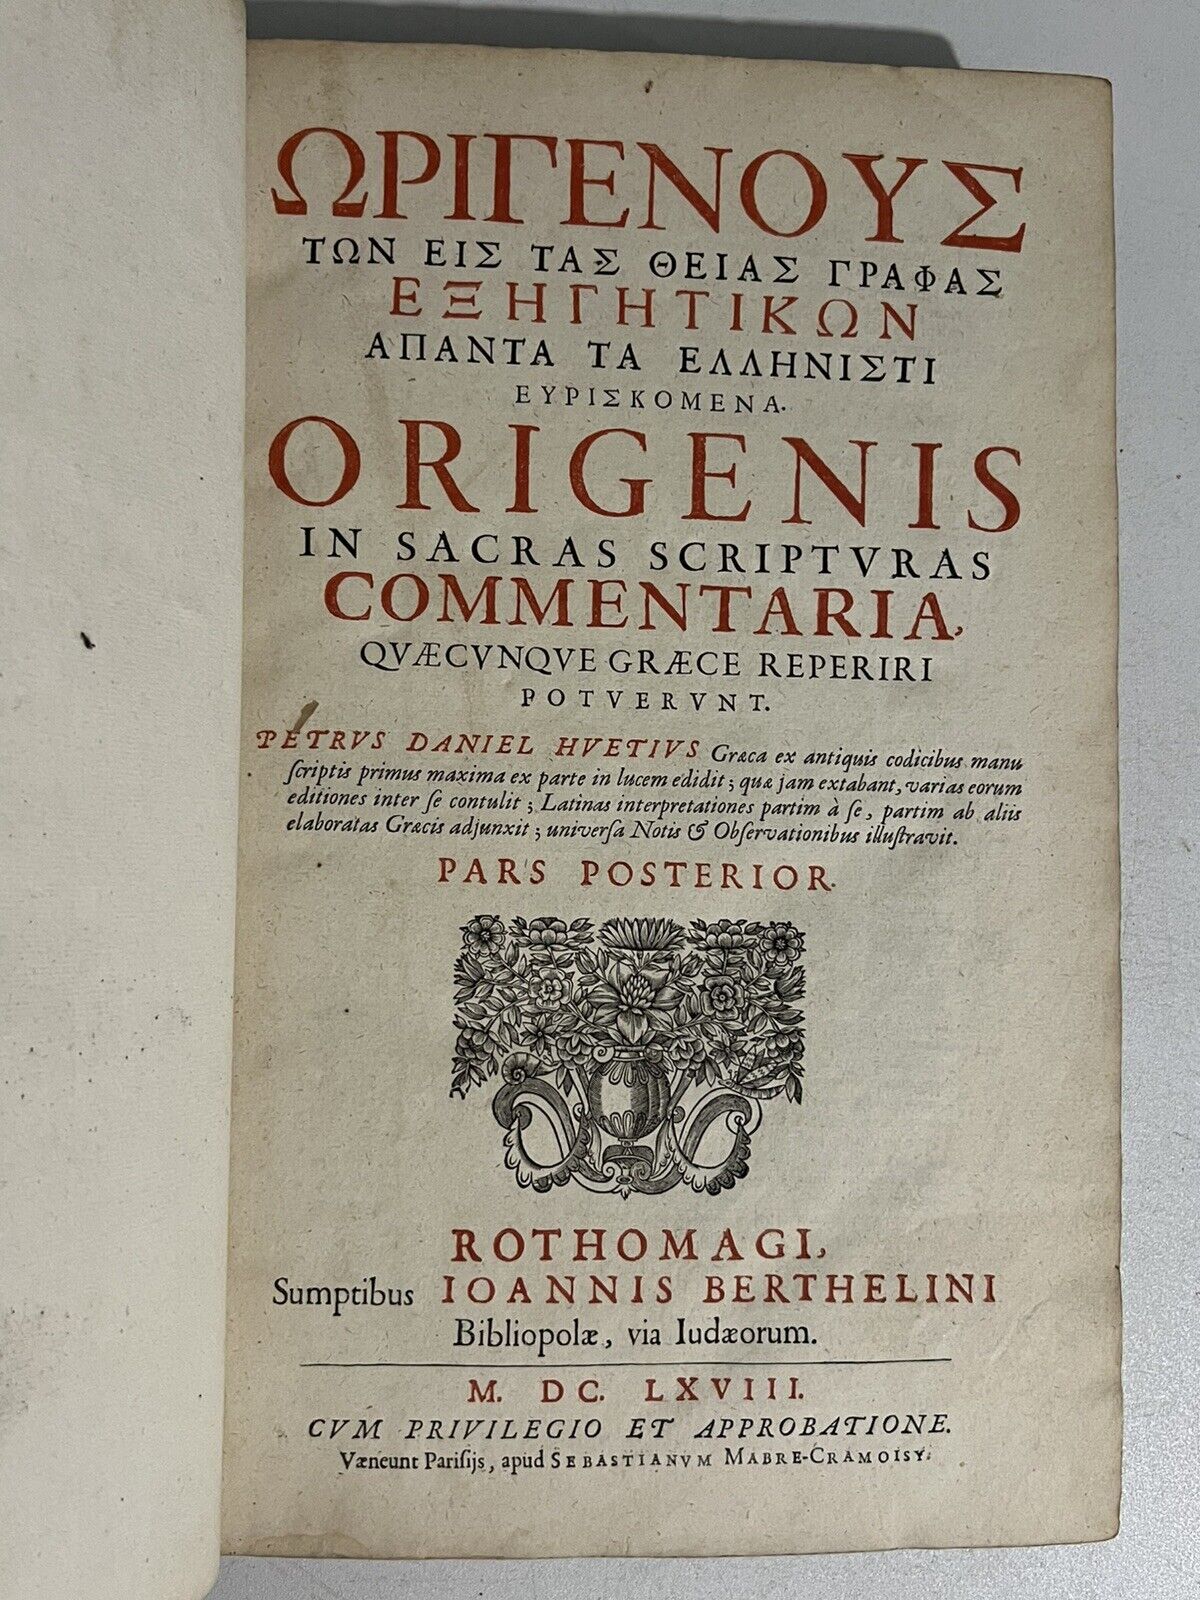 ΩΡΙΓΕΝΟΥΣ
ΤΩΝ ΕΙΣ ΤΑΣ ΘΕΙΑΣ ΓΡΑΦΑΣ
ΕΞΗΓΗΤΙΚΩΝ
ΑΠΑΝΤΑ ΤΑ ΕΛΛΗΝΙΣΤΙ
ΕΥΡΙΣΚΟΜΕΝΑ.
ORIGENIS
IN SACRAS SCRIPTVRAS
COMMENTARIA,
QVÆCVNQVE GRÆCE REPERIRI
POTVERVNT.
PETRVS DANIEL HVETIVS Græca ex antiquis codicibus manu
ſcriptis primus maxima ex parte in lucem edidit; quæ jam extabant, varias eorum
editiones inter ſe contulit; Latinas interpretationes partim à ſe, partim ab aliis
elaboratas Græcis adjunxit; univerſa Notis & Obſervationibus illuſtravit.
PARS POSTERIOR.
ROTHOMAGI,
Sumptibus IOANNIS BERTHELINI
Bibliopolæ, via Iudæorum.
M. DC. LXVIII.
CVM PRIVILEGIO ET APPROBATIONE.
Væneunt Pariſijs, apud SEBASTIANVM MABRE-CRAMOISY.